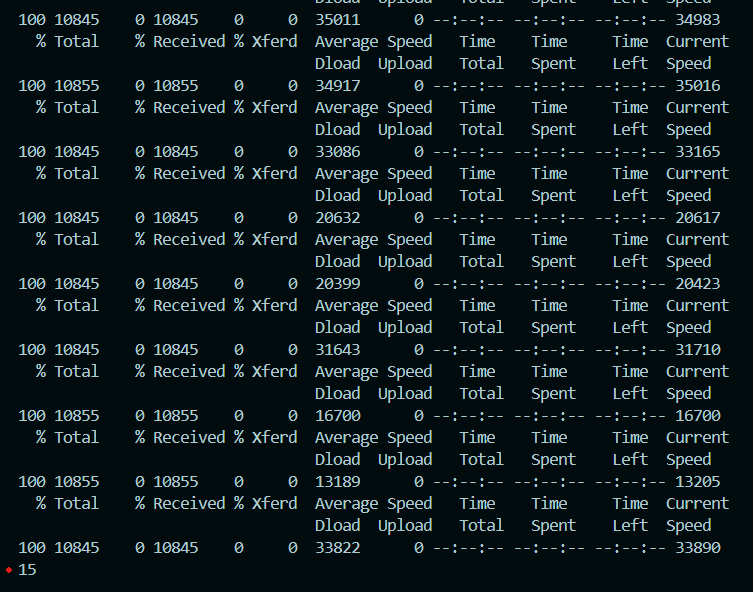 Dload Upload Total Spent Left Speed
100 10845 0 10845 0 0 35011 0 --:--:-- --:--:-- --:--:-- 34983
% Total % Received % Xferd Average Speed Time Time Time Current
Dload Upload Total Spent Left Speed
100 10855 0 10855 0 0 34917 0 --:--:-- --:--:-- --:--:-- 35016
% Total % Received % Xferd Average Speed Time Time Time Current
Dload Upload Total Spent Left Speed
100 10845 0 10845 0 0 33086 0 --:--:-- --:--:-- --:--:-- 33165
% Total % Received % Xferd Average Speed Time Time Time Current
Dload Upload Total Spent Left Speed
100 10845 0 10845 0 0 20632 0 --:--:-- --:--:-- --:--:-- 20617
% Total % Received % Xferd Average Speed Time Time Time Current
Dload Upload Total Spent Left Speed
100 10845 0 10845 0 0 20399 0 --:--:-- --:--:-- --:--:-- 20423
% Total % Received % Xferd Average Speed Time Time Time Current
Dload Upload Total Spent Left Speed
100 10845 0 10845 0 0 31643 0 --:--:-- --:--:-- --:--:-- 31710
% Total % Received % Xferd Average Speed Time Time Time Current
Dload Upload Total Spent Left Speed
100 10855 0 10855 0 0 16700 0 --:--:-- --:--:-- --:--:-- 16700
% Total % Received % Xferd Average Speed Time Time Time Current
Dload Upload Total Spent Left Speed
100 10855 0 10855 0 0 13189 0 --:--:-- --:--:-- --:--:-- 13205
% Total % Received % Xferd Average Speed Time Time Time Current
Dload Upload Total Spent Left Speed
100 10845 0 10845 0 0 33822 0 --:--:-- --:--:-- --:--:-- 33890
15